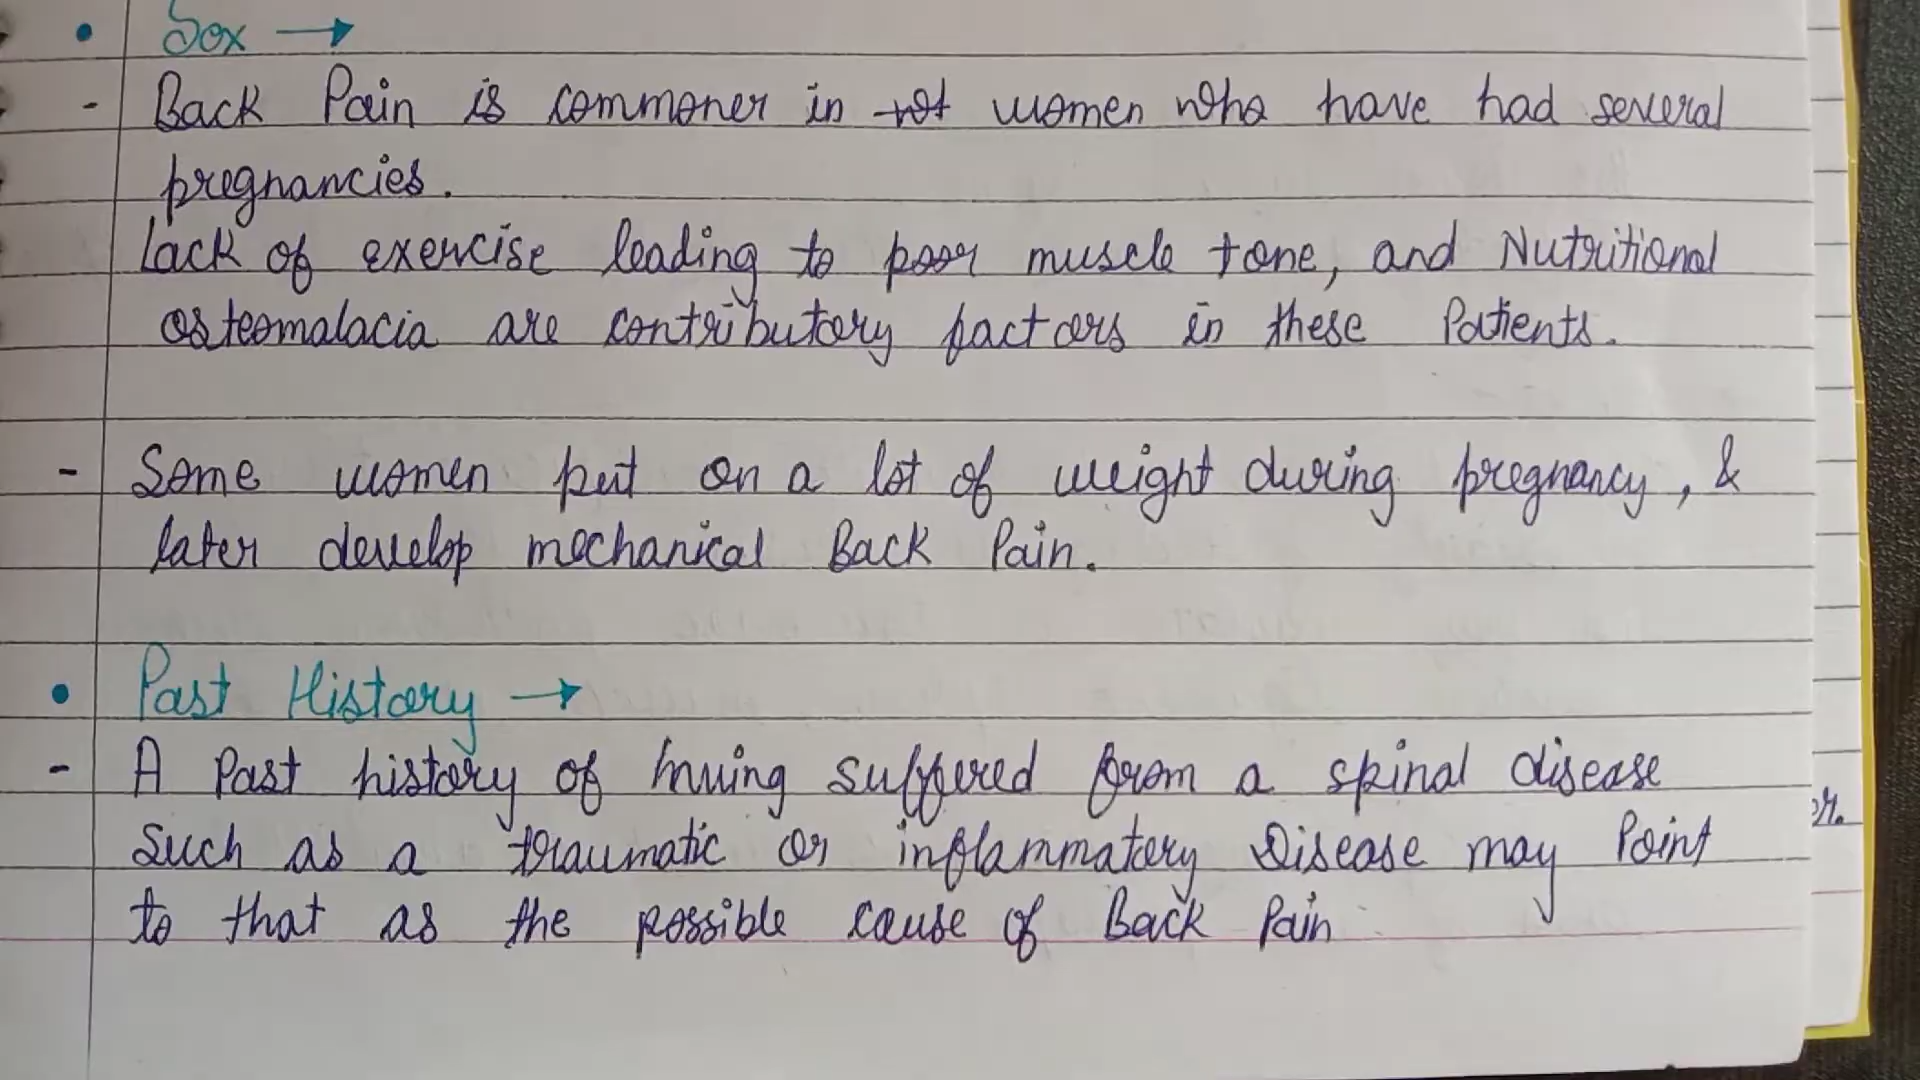 • Sex →
- Back Pain is commoner in women who have had several
pregnancies.
Lack of exercise leading to poor muscle tone, and Nutritional
osteomalacia are contributory factors in these Patients.
- Some women put on a lot of weight during pregnancy, &
later develop mechanical Back Pain.
• Past History →
- A Past history of having suffered from a spinal disease
such as a traumatic or inflammatory Disease may Point
to that as the possible cause of Back Pain